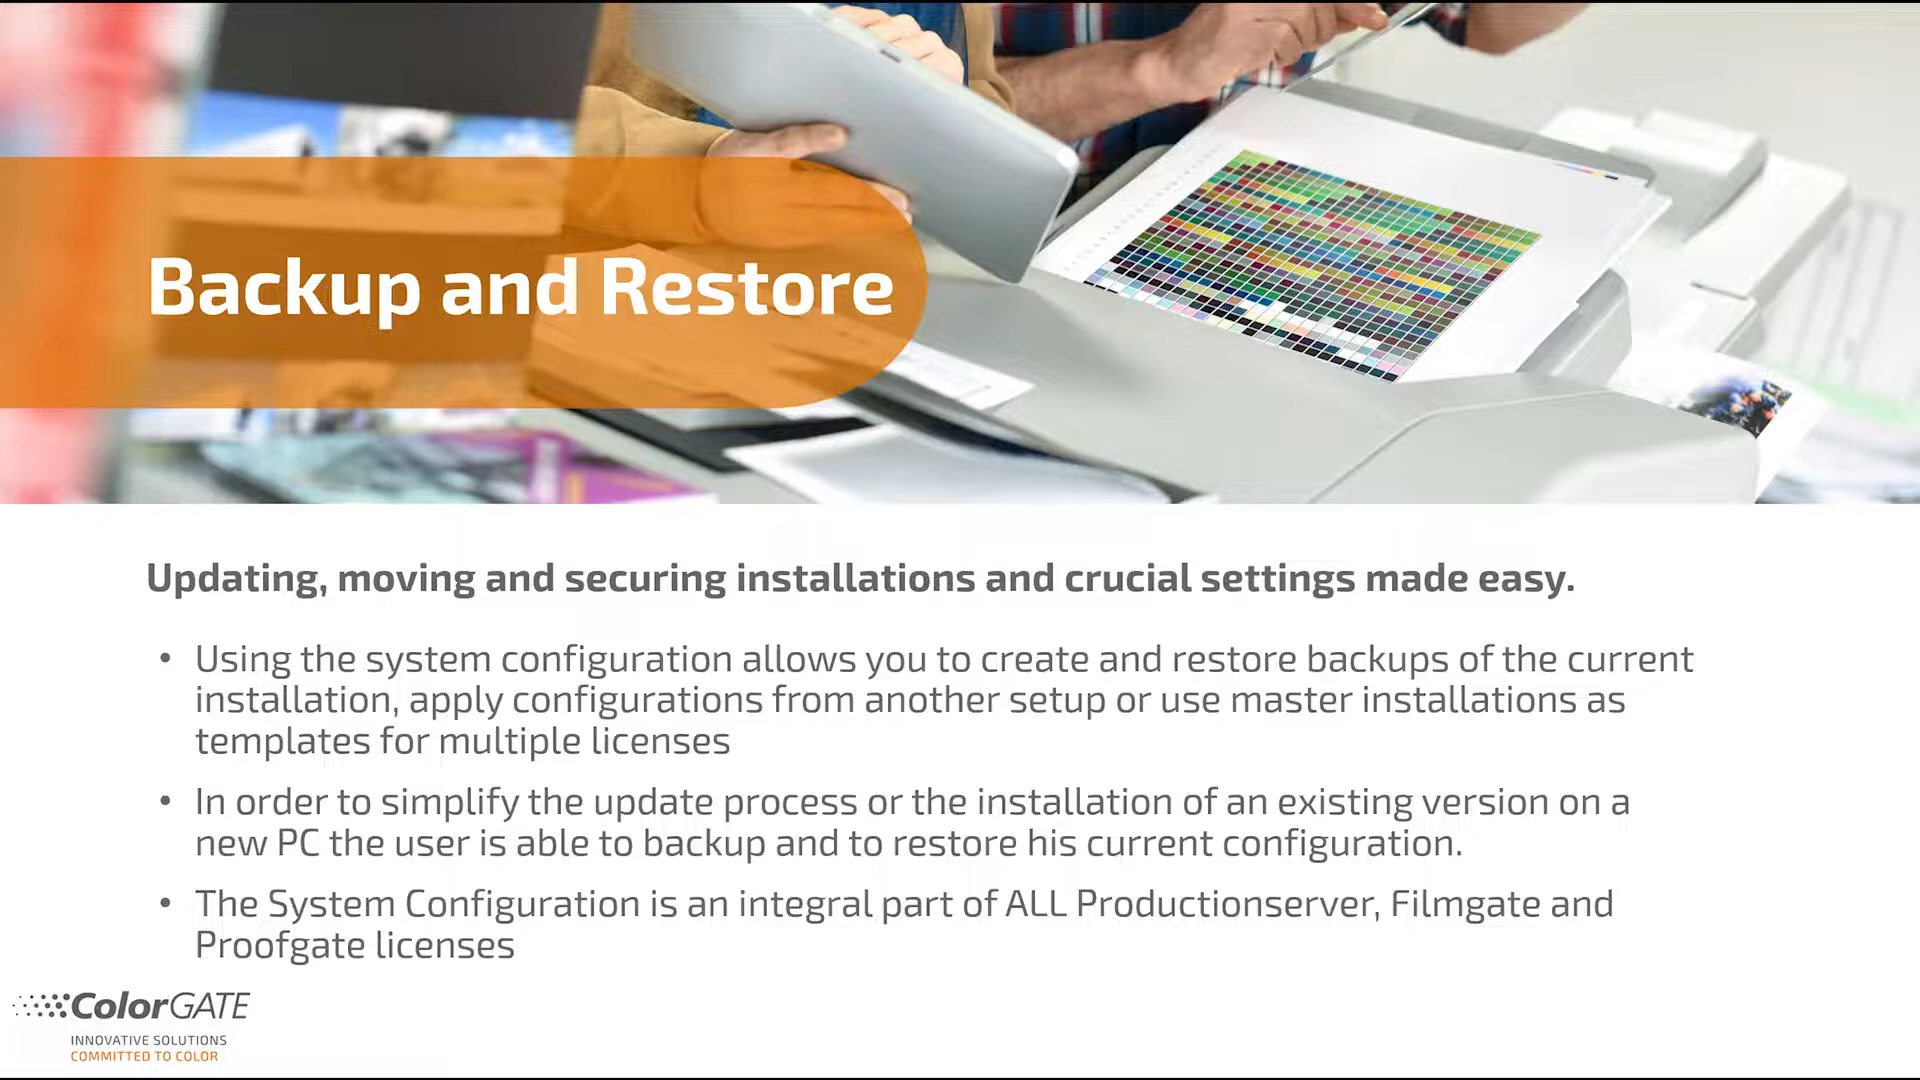 Backup and Restore
Updating, moving and securing installations and crucial settings made easy.
• Using the system configuration allows you to create and restore backups of the current
installation, apply configurations from another setup or use master installations as
templates for multiple licenses
• In order to simplify the update process or the installation of an existing version on a
new PC the user is able to backup and to restore his current configuration.
• The System Configuration is an integral part of ALL Productionserver, Filmgate and
Proofgate licenses
ColorGATE
INNOVATIVE SOLUTIONS
COMMITTED TO COLOR